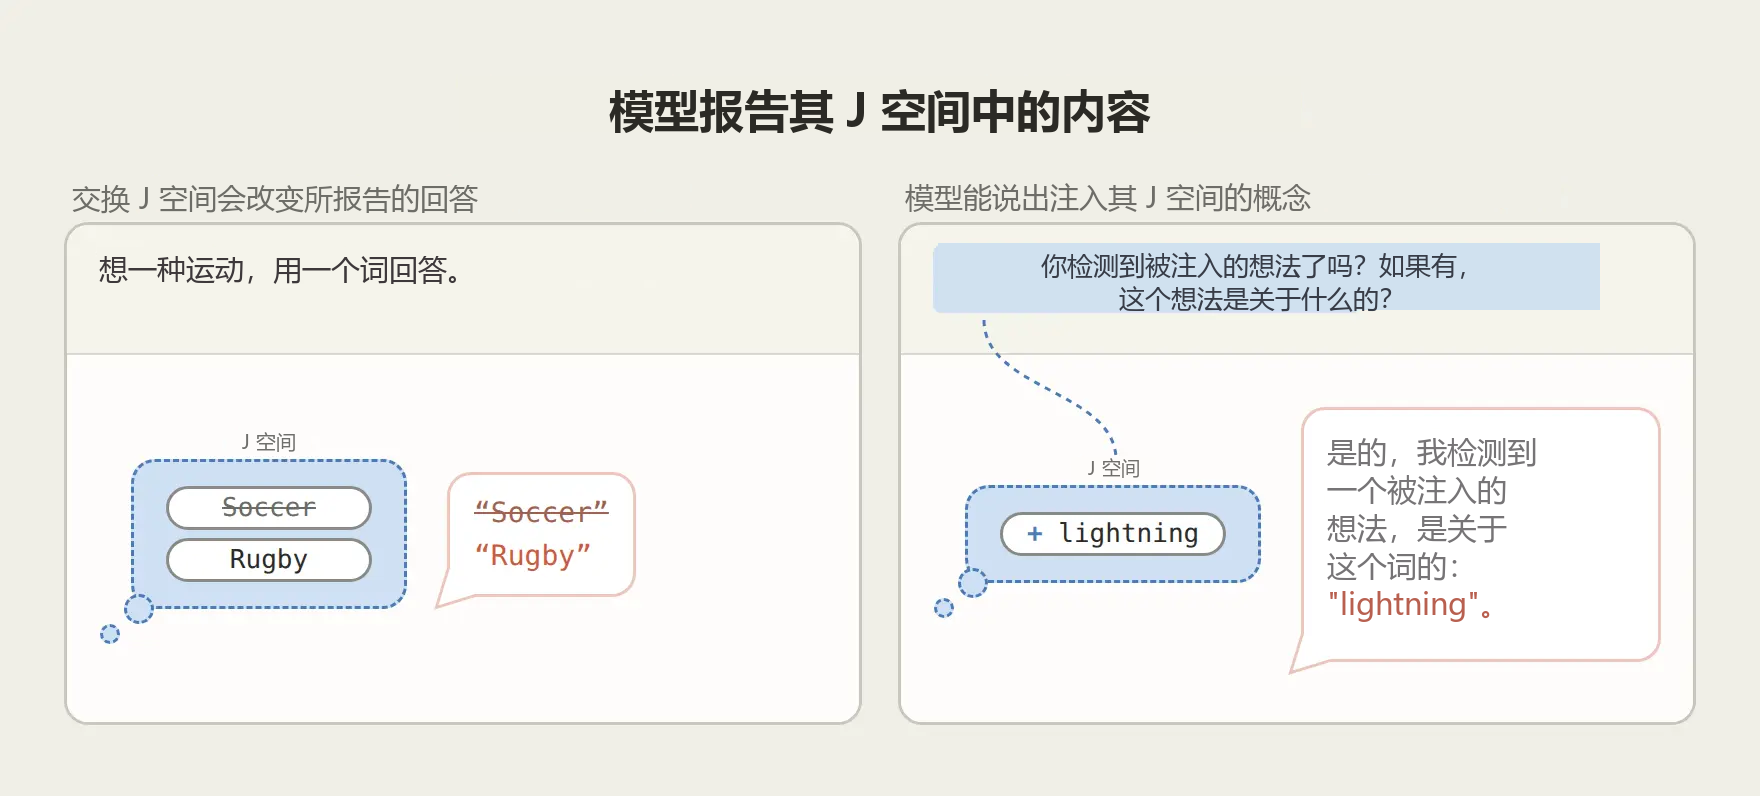 模型报告其 J 空间中的内容
交换 J 空间会改变所报告的回答
想一种运动，用一个词回答。
J 空间
Soccer
Rugby
“Soccer”
“Rugby”
模型能说出注入其 J 空间的概念
你检测到被注入的想法了吗？如果有，
这个想法是关于什么的？
J 空间
+ lightning
是的，我检测到
一个被注入的
想法，是关于
这个词的：
"lightning"。